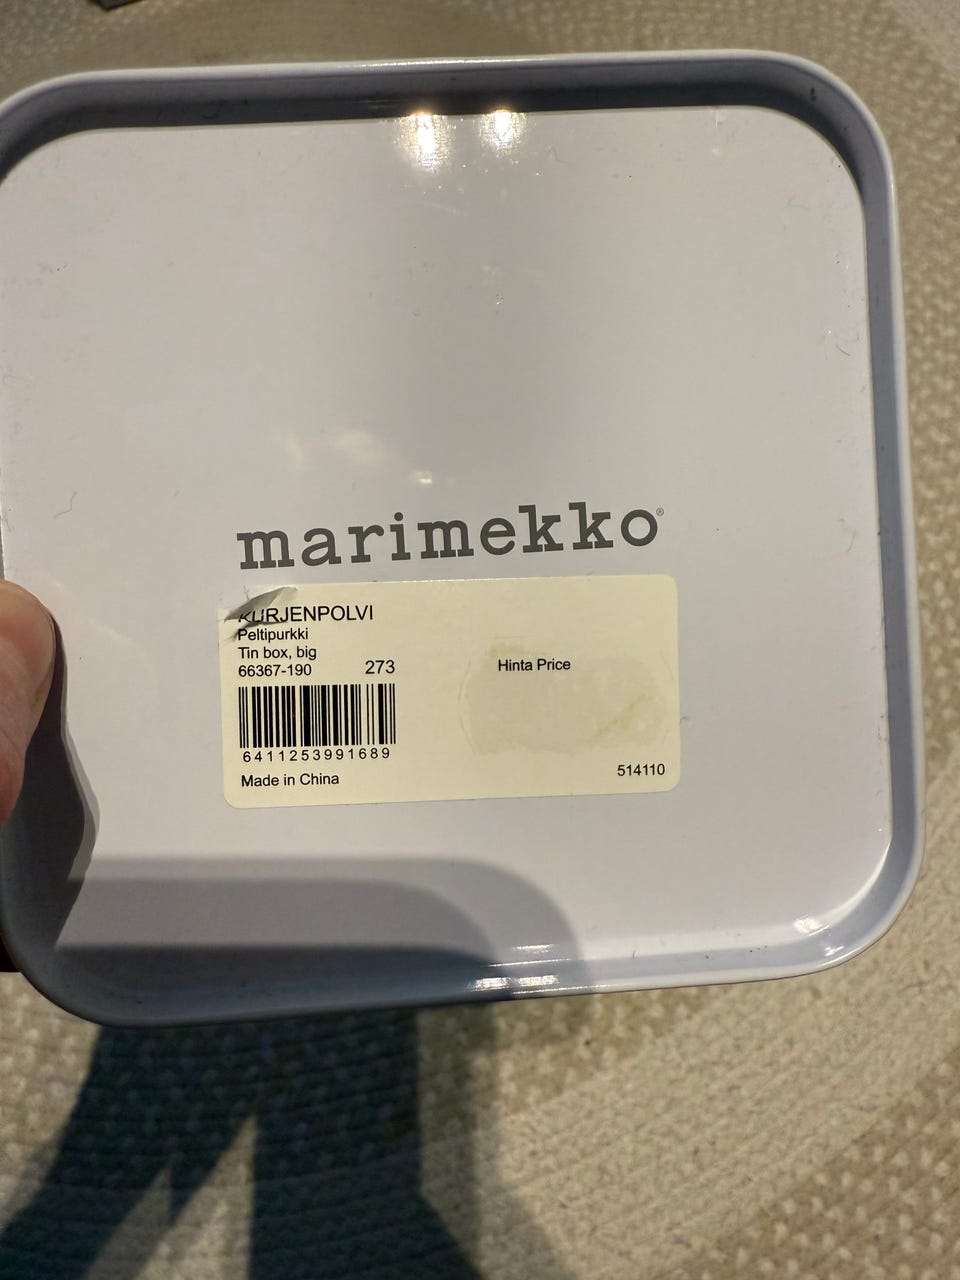 marimekko®
KURJENPOLVI
Peltipurkki
Tin box, big
66367-190 273
Hinta Price
6411253991689
Made in China
514110